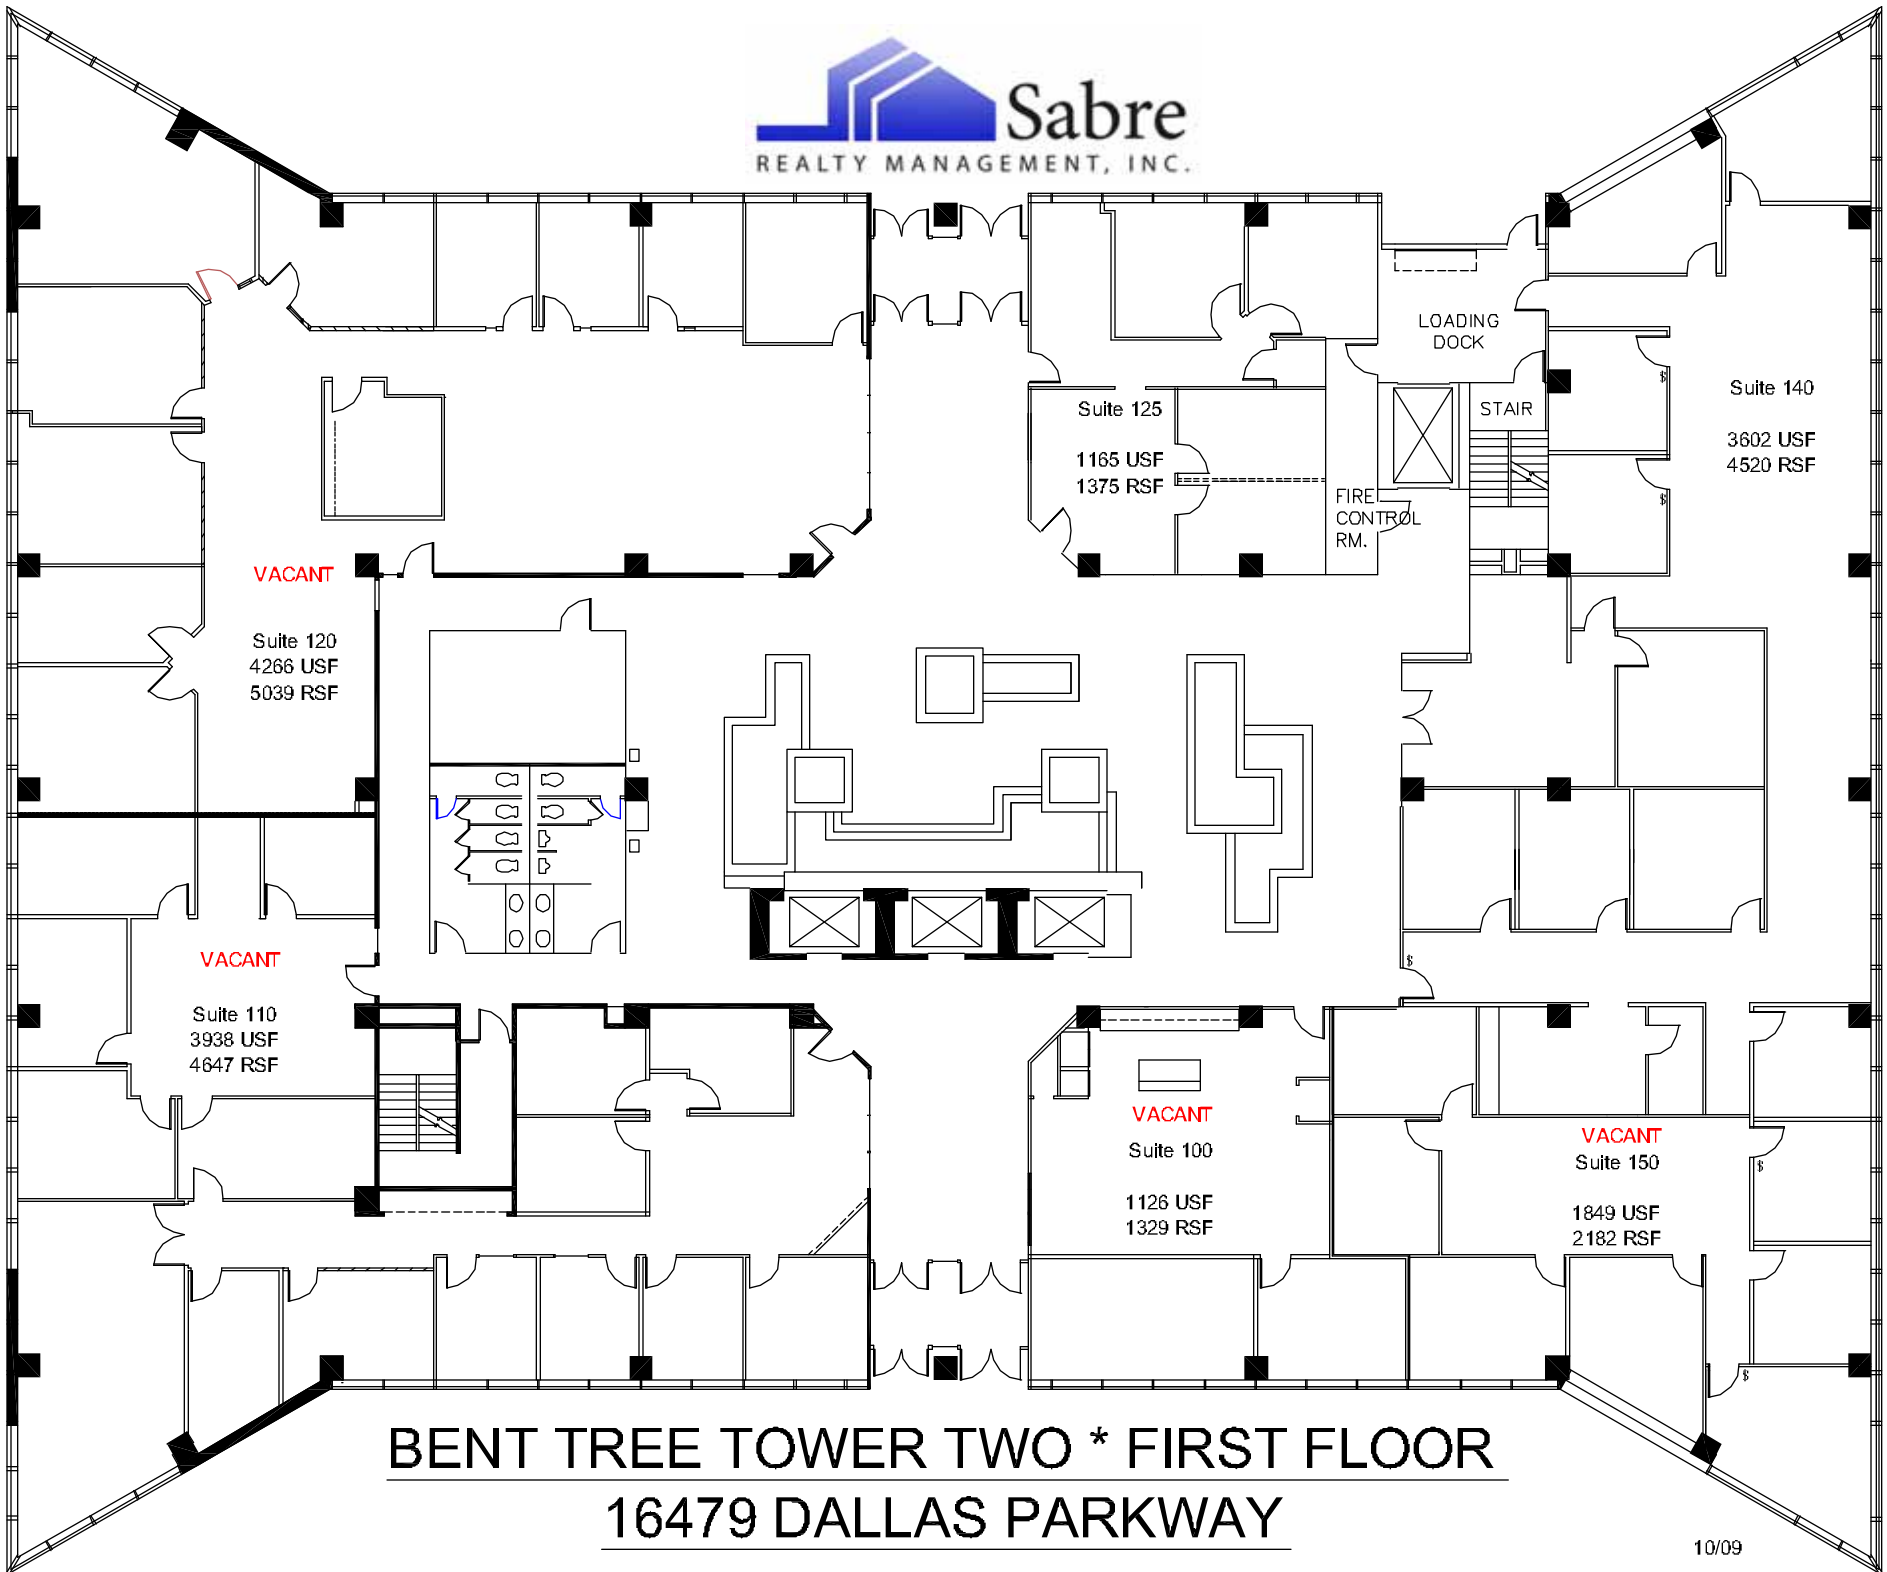 Sabre
REALTY MANAGEMENT, INC.
LOADING
DOCK
STAIR
Suite 140
3602 USF
4520 RSF
Suite 125
1165 USF
1375 RSF
FIRE
CONTROL
RM.
VACANT
Suite 120
4266 USF
5039 RSF
VACANT
Suite 110
3938 USF
4647 RSF
VACANT
Suite 100
1126 USF
1329 RSF
VACANT
Suite 150
1849 USF
2182 RSF
$
$
$
$
$
BENT TREE TOWER TWO * FIRST FLOOR
16479 DALLAS PARKWAY
10/09